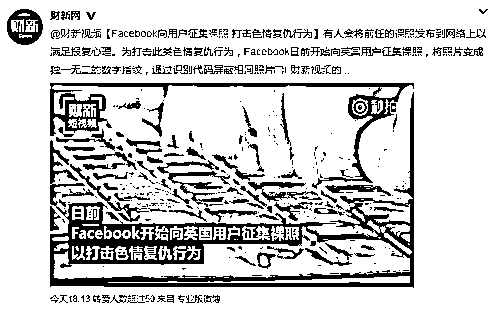 财新网
@财新视频【Facebook向用户征集裸照 打击色情复仇行为】有人会将前任的裸照发布到网络上以
满足报复心理。为打击此类色情复仇行为，Facebook日前开始向英国用户征集裸照，将照片变成
独一无二的数字指纹，通过识别代码屏蔽相同照片 财新视频的...
财新
短视频
秒拍
日前
Facebook开始向英国用户征集裸照
以打击色情复仇行为
今天18:13 转赞人数超过50 来自 专业版微博